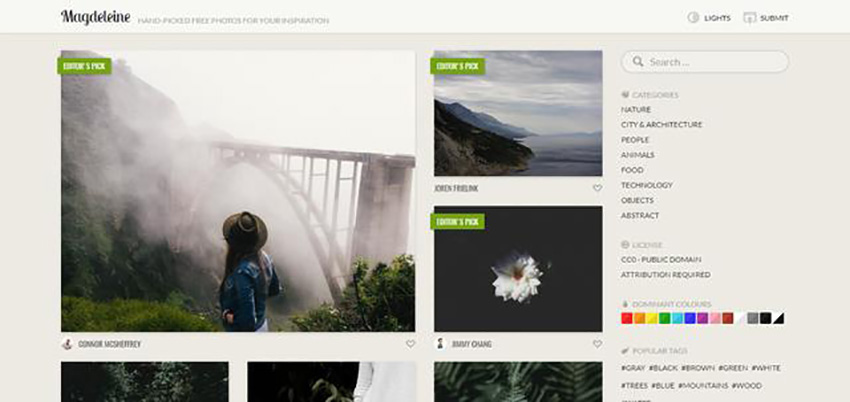 Magdeleine HAND-PICKED FREE PHOTOS FOR YOUR INSPIRATION
LIGHTS SUBMIT
EDITOR'S PICK
CONNOR MCSHEFFREY
EDITOR'S PICK
JOREN FRIELINK
EDITOR'S PICK
JIMMY CHANG
Search ...
CATEGORIES
NATURE
CITY & ARCHITECTURE
PEOPLE
ANIMALS
FOOD
TECHNOLOGY
OBJECTS
ABSTRACT
LICENSE
CC0 - PUBLIC DOMAIN
ATTRIBUTION REQUIRED
DOMINANT COLOURS
POPULAR TAGS
#GRAY #BLACK #BROWN #GREEN #WHITE
#TREES #BLUE #MOUNTAINS #WOOD